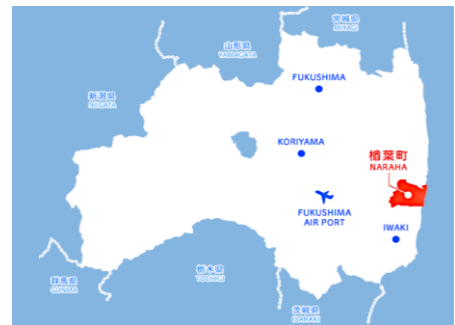 宮城県
MIYAGI
山形県
YAMAGATA
FUKUSHIMA
新潟県
NIIGATA
KORIYAMA
楢葉町
NARAHA
FUKUSHIMA
AIR PORT
IWAKI
栃木県
TOCHIGI
群馬県
GUNMA
茨城県
IBARAKI